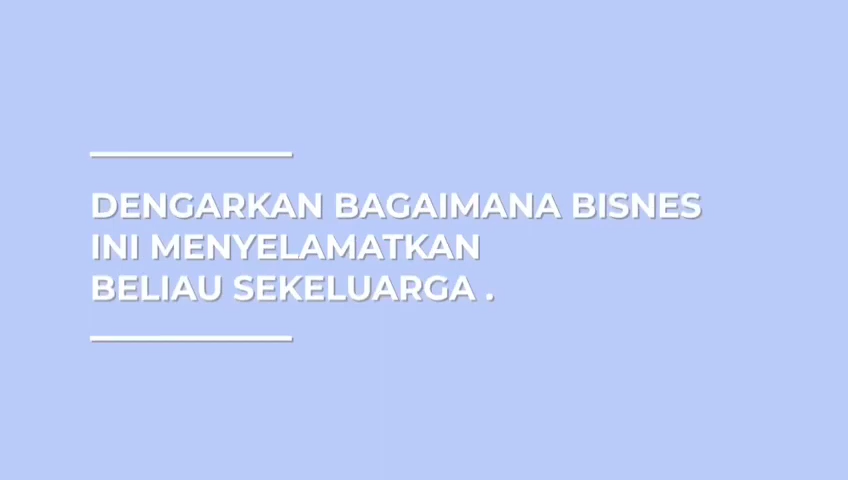 DENGARKAN BAGAIMANA BISNES
INI MENYELAMATKAN
BELIAU SEKELUARGA .